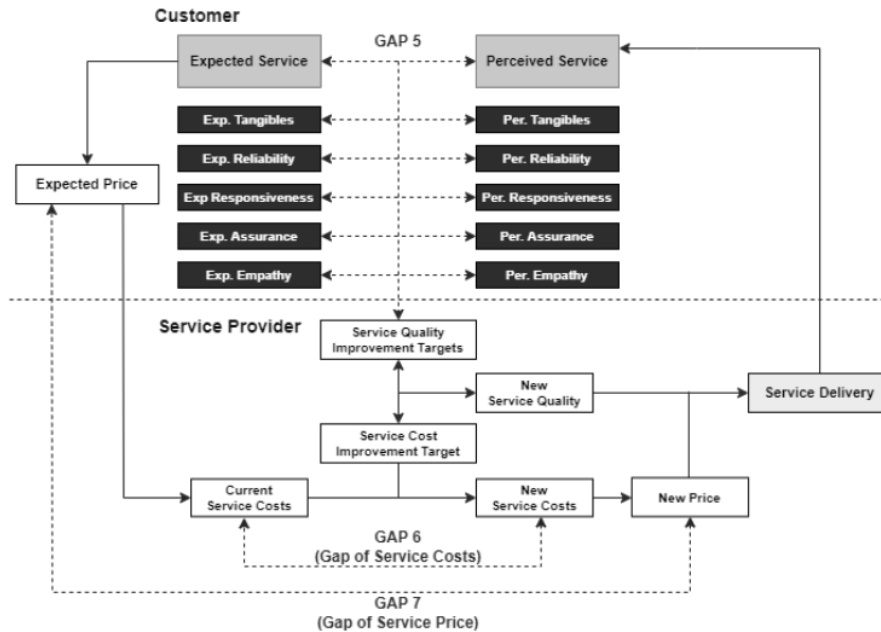 Customer
GAP 5
Expected Service
Perceived Service
Exp. Tangibles
Per. Tangibles
Exp. Reliability
Per. Reliability
Expected Price
Exp Responsiveness
Per. Responsiveness
Exp. Assurance
Per. Assurance
Exp. Empathy
Per. Empathy
Service Provider
Service Quality
Improvement Targets
New
Service Quality
Service Delivery
Service Cost
Improvement Target
Current
Service Costs
New
Service Costs
New Price
GAP 6
(Gap of Service Costs)
GAP 7
(Gap of Service Price)